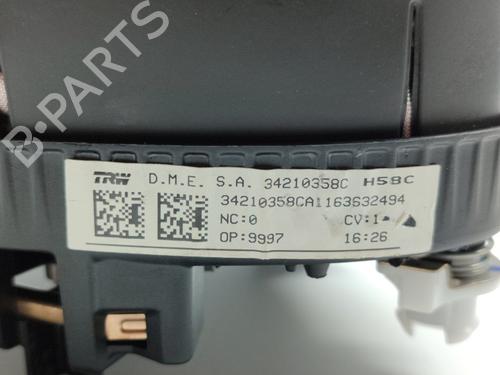 B-PARTS
TRW D.M.E. S.A. 34210358C H58C
34210358CA1163632494
NC:0 CV:1
OP:9997 16:26